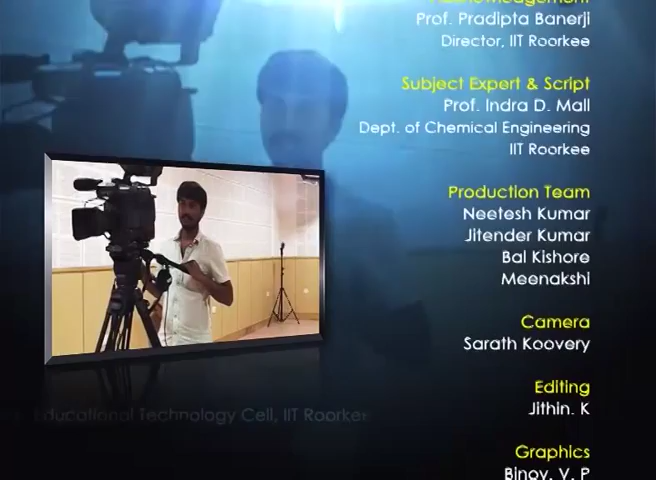 Acknowledgement
Prof. Pradipta Banerji
Director, IIT Roorkee
Subject Expert & Script
Prof. Indra D. Mall
Dept. of Chemical Engineering
IIT Roorkee
Production Team
Neetesh Kumar
Jitender Kumar
Bal Kishore
Meenakshi
Camera
Sarath Koovery
Editing
Jithin. K
Graphics
Binoy. V. P
Educational Technology Cell, IIT Roorkee